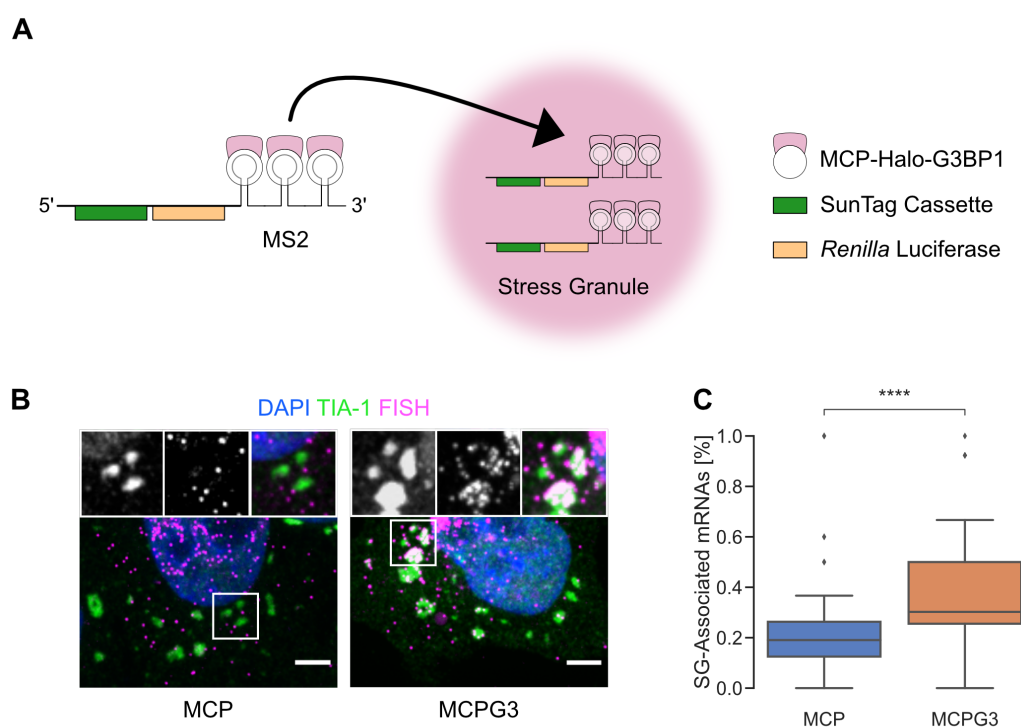 A
5'
3'
MS2
Stress Granule
MCP-Halo-G3BP1
SunTag Cassette
Renilla Luciferase
B
DAPI TIA-1 FISH
MCP
MCPG3
C
****
SG-Associated mRNAs [%]
1.0
0.8
0.6
0.4
0.2
0.0
MCP
MCPG3